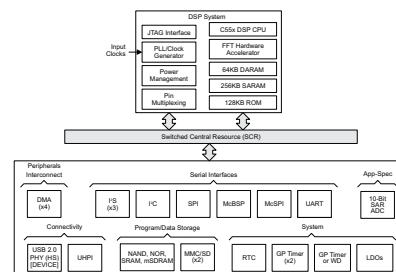 DSP System
JTAG Interface
C55x DSP CPU
Input
Clocks
PLL/Clock
Generator
FFT Hardware
Accelerator
Power
Management
64KB DARAM
256KB SARAM
Pin
Multiplexing
128KB ROM
Switched Central Resource (SCR)
Peripherals
Interconnect
Serial Interfaces
App-Spec
DMA
(x4)
I²S
(x3)
I²C
SPI
McBSP
McSPI
UART
10-Bit
SAR
ADC
Connectivity
Program/Data Storage
System
USB 2.0
PHY (HS)
[DEVICE]
UHPI
NAND, NOR,
SRAM, mSDRAM
MMC/SD
(x2)
RTC
GP Timer
(x2)
GP Timer
or WD
LDOs